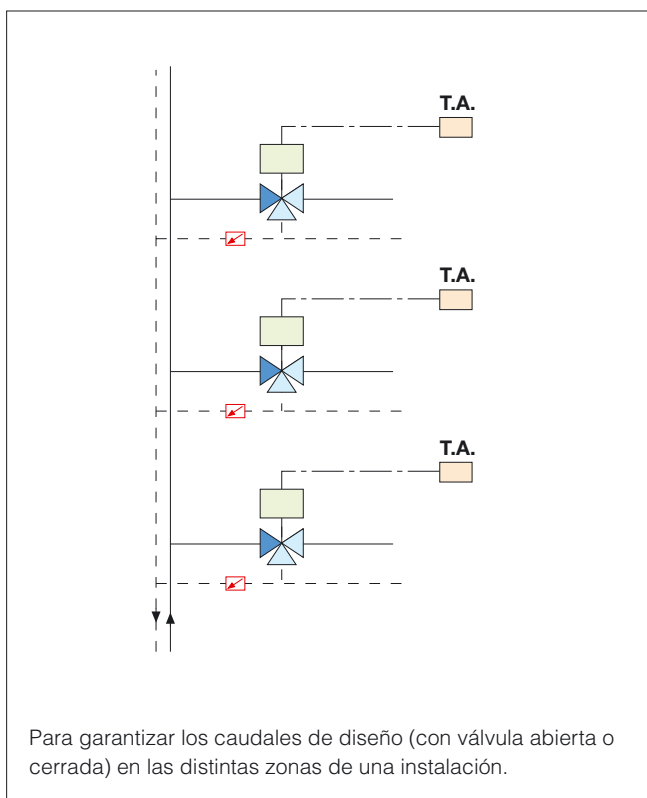 T.A.
T.A.
T.A.
Para garantizar los caudales de diseño (con válvula abierta o
cerrada) en las distintas zonas de una instalación.